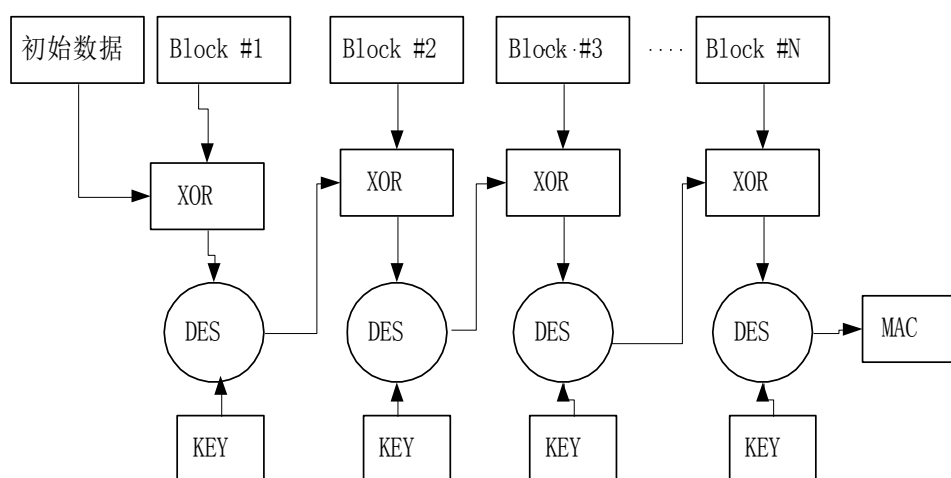 初始数据 Block #1 Block #2 Block #3 ···· Block #N
XOR XOR XOR XOR
DES DES DES DES MAC
KEY KEY KEY KEY